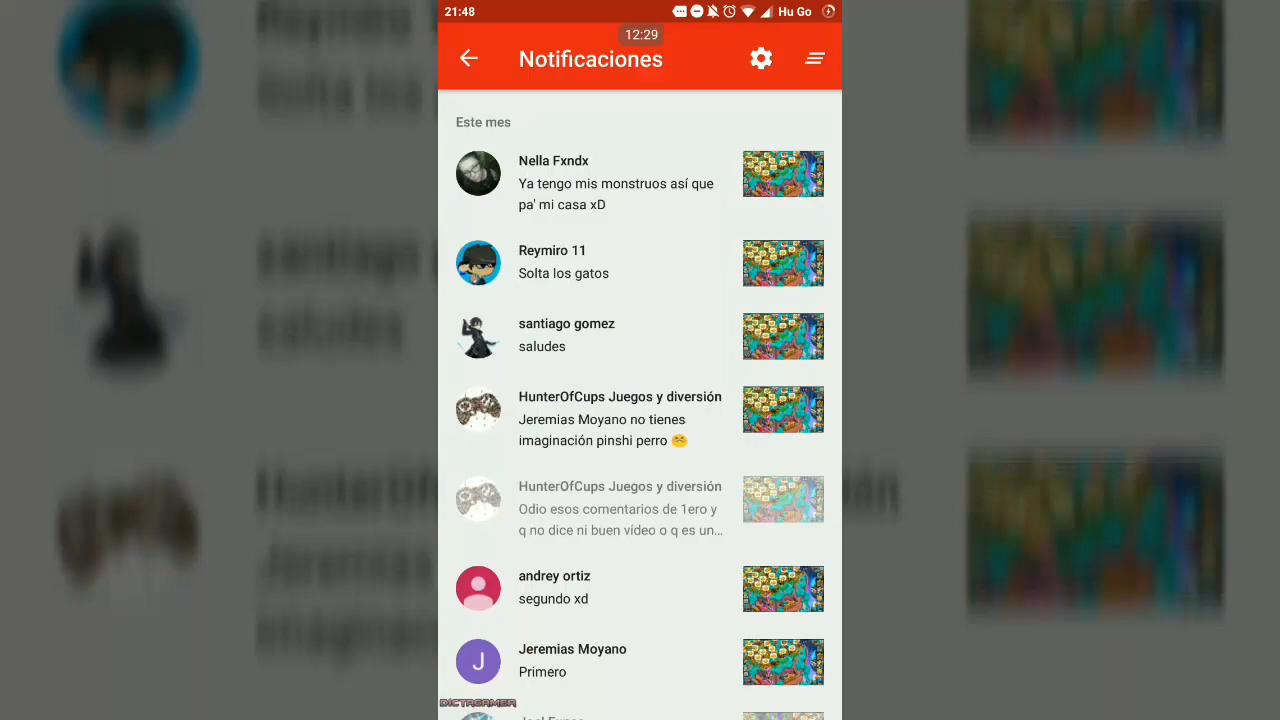 21:48
Hu Go
12:29
Notificaciones
Este mes
Nella Fxndx
Ya tengo mis monstruos así que
pa' mi casa xD
Reymiro 11
Solta los gatos
santiago gomez
saludes
HunterOfCups Juegos y diversión
Jeremias Moyano no tienes
imaginación pinshi perro 😁
HunterOfCups Juegos y diversión
Odio esos comentarios de 1ero y
q no dice ni buen vídeo o q es un…
andrey ortiz
segundo xd
J
Jeremias Moyano
Primero
DICTAGAMER